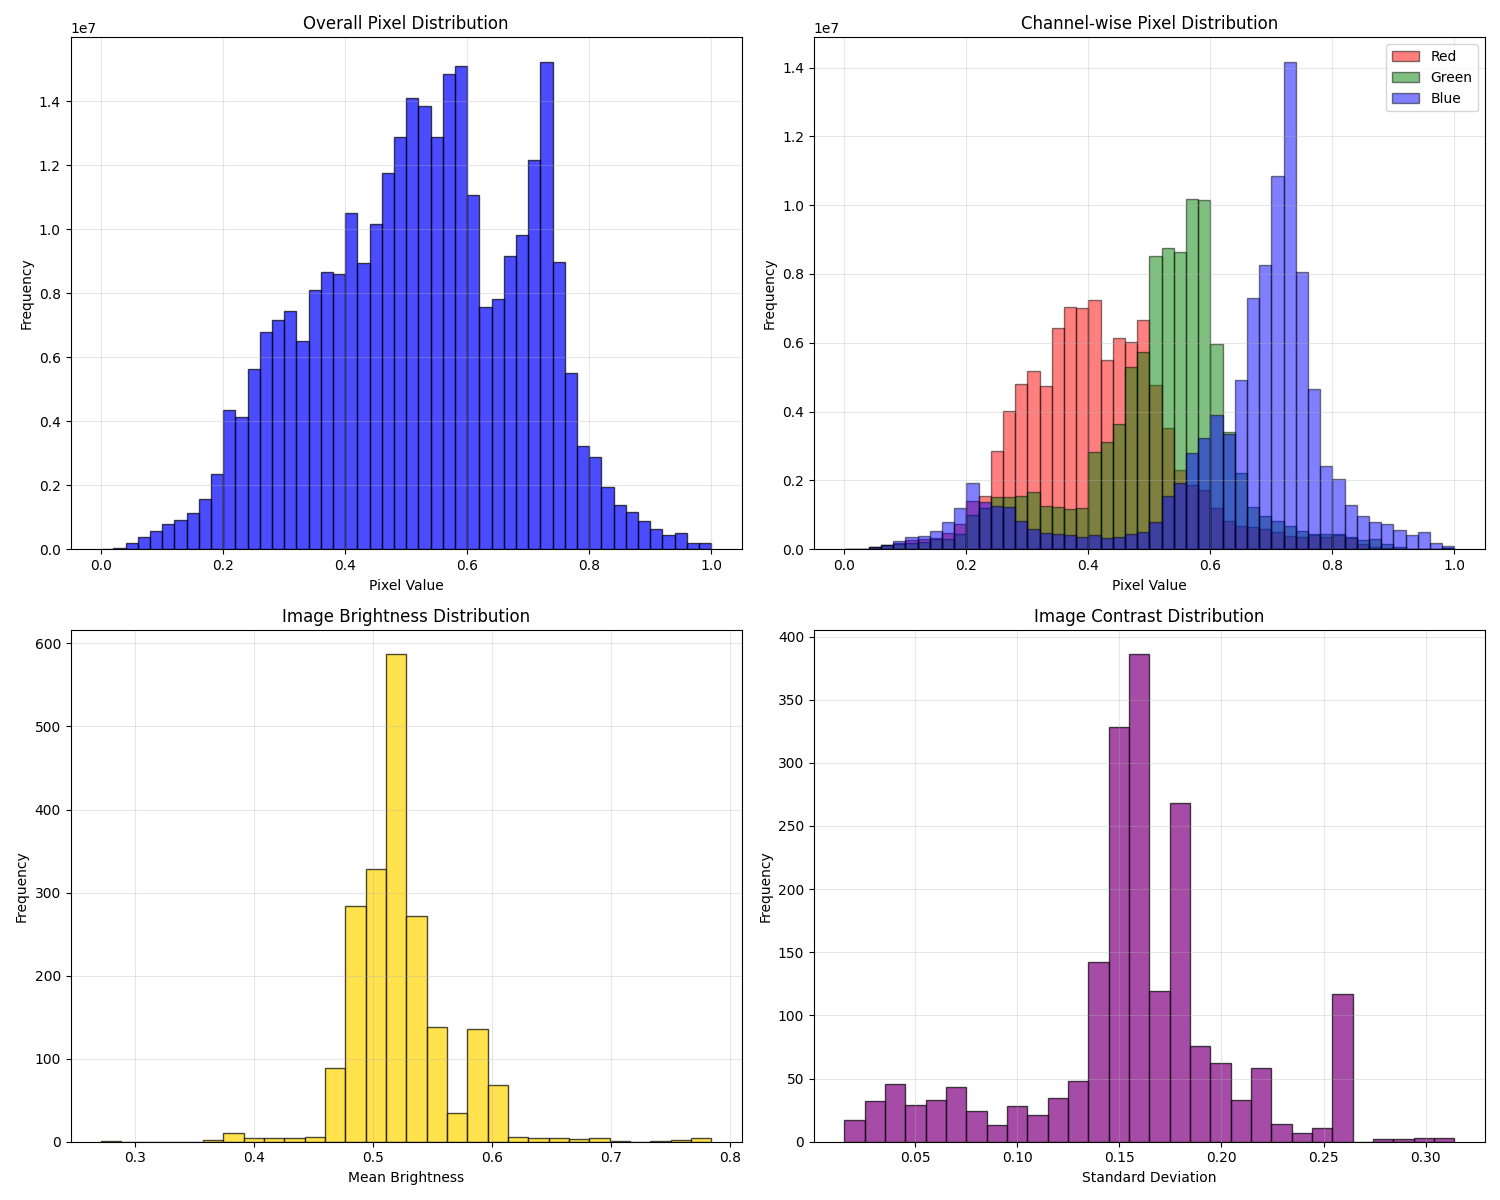 Overall Pixel Distribution
1e7
1.4
1.2
1.0
0.8
0.6
0.4
0.2
0.0
Frequency
0.0 0.2 0.4 0.6 0.8 1.0
Pixel Value
Channel-wise Pixel Distribution
1e7
Red
Green
Blue
1.4
1.2
1.0
0.8
0.6
0.4
0.2
0.0
Frequency
0.0 0.2 0.4 0.6 0.8 1.0
Pixel Value
Image Brightness Distribution
600
500
400
300
200
100
0
Frequency
0.3 0.4 0.5 0.6 0.7 0.8
Mean Brightness
Image Contrast Distribution
400
350
300
250
200
150
100
50
0
Frequency
0.05 0.10 0.15 0.20 0.25 0.30
Standard Deviation